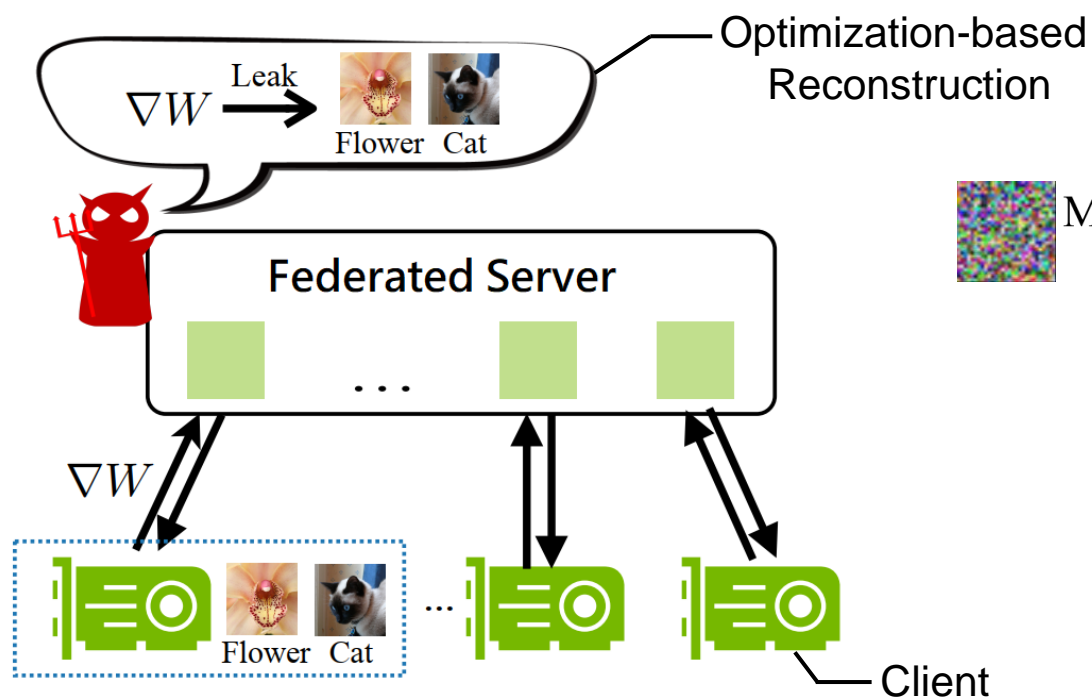 Optimization-based
Reconstruction
Leak
∇W
Flower Cat
M
Federated Server
...
∇W
...
Flower Cat
Client